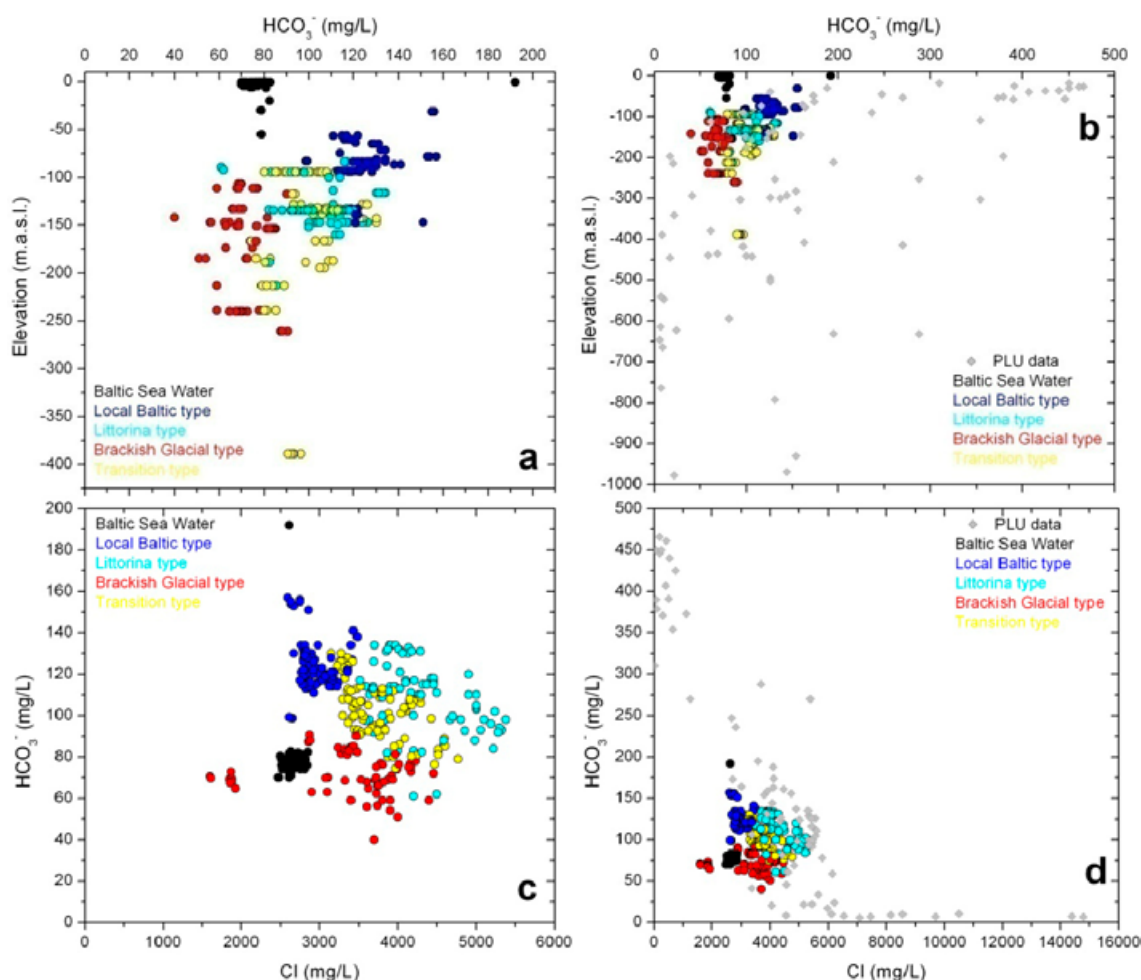 HCO3- (mg/L)
0 20 40 60 80 100 120 140 160 180 200
0
-50
-100
-150
-200
-250
-300
-350
-400
Elevation (m.a.s.l.)
Baltic Sea Water
Local Baltic type
Littorina type
Brackish Glacial type
Transition type
a
HCO3- (mg/L)
0 100 200 300 400 500
0
-100
-200
-300
-400
-500
-600
-700
-800
-900
-1000
Elevation (m.a.s.l.)
PLU data
Baltic Sea Water
Local Baltic type
Littorina type
Brackish Glacial type
Transition type
b
200
180
160
140
120
100
80
60
40
20
0
HCO3- (mg/L)
Baltic Sea Water
Local Baltic type
Littorina type
Brackish Glacial type
Transition type
c
0 1000 2000 3000 4000 5000 6000
Cl (mg/L)
500
450
400
350
300
250
200
150
100
50
0
HCO3- (mg/L)
PLU data
Baltic Sea Water
Local Baltic type
Littorina type
Brackish Glacial type
Transition type
d
0 2000 4000 6000 8000 10000 12000 14000 16000
Cl (mg/L)